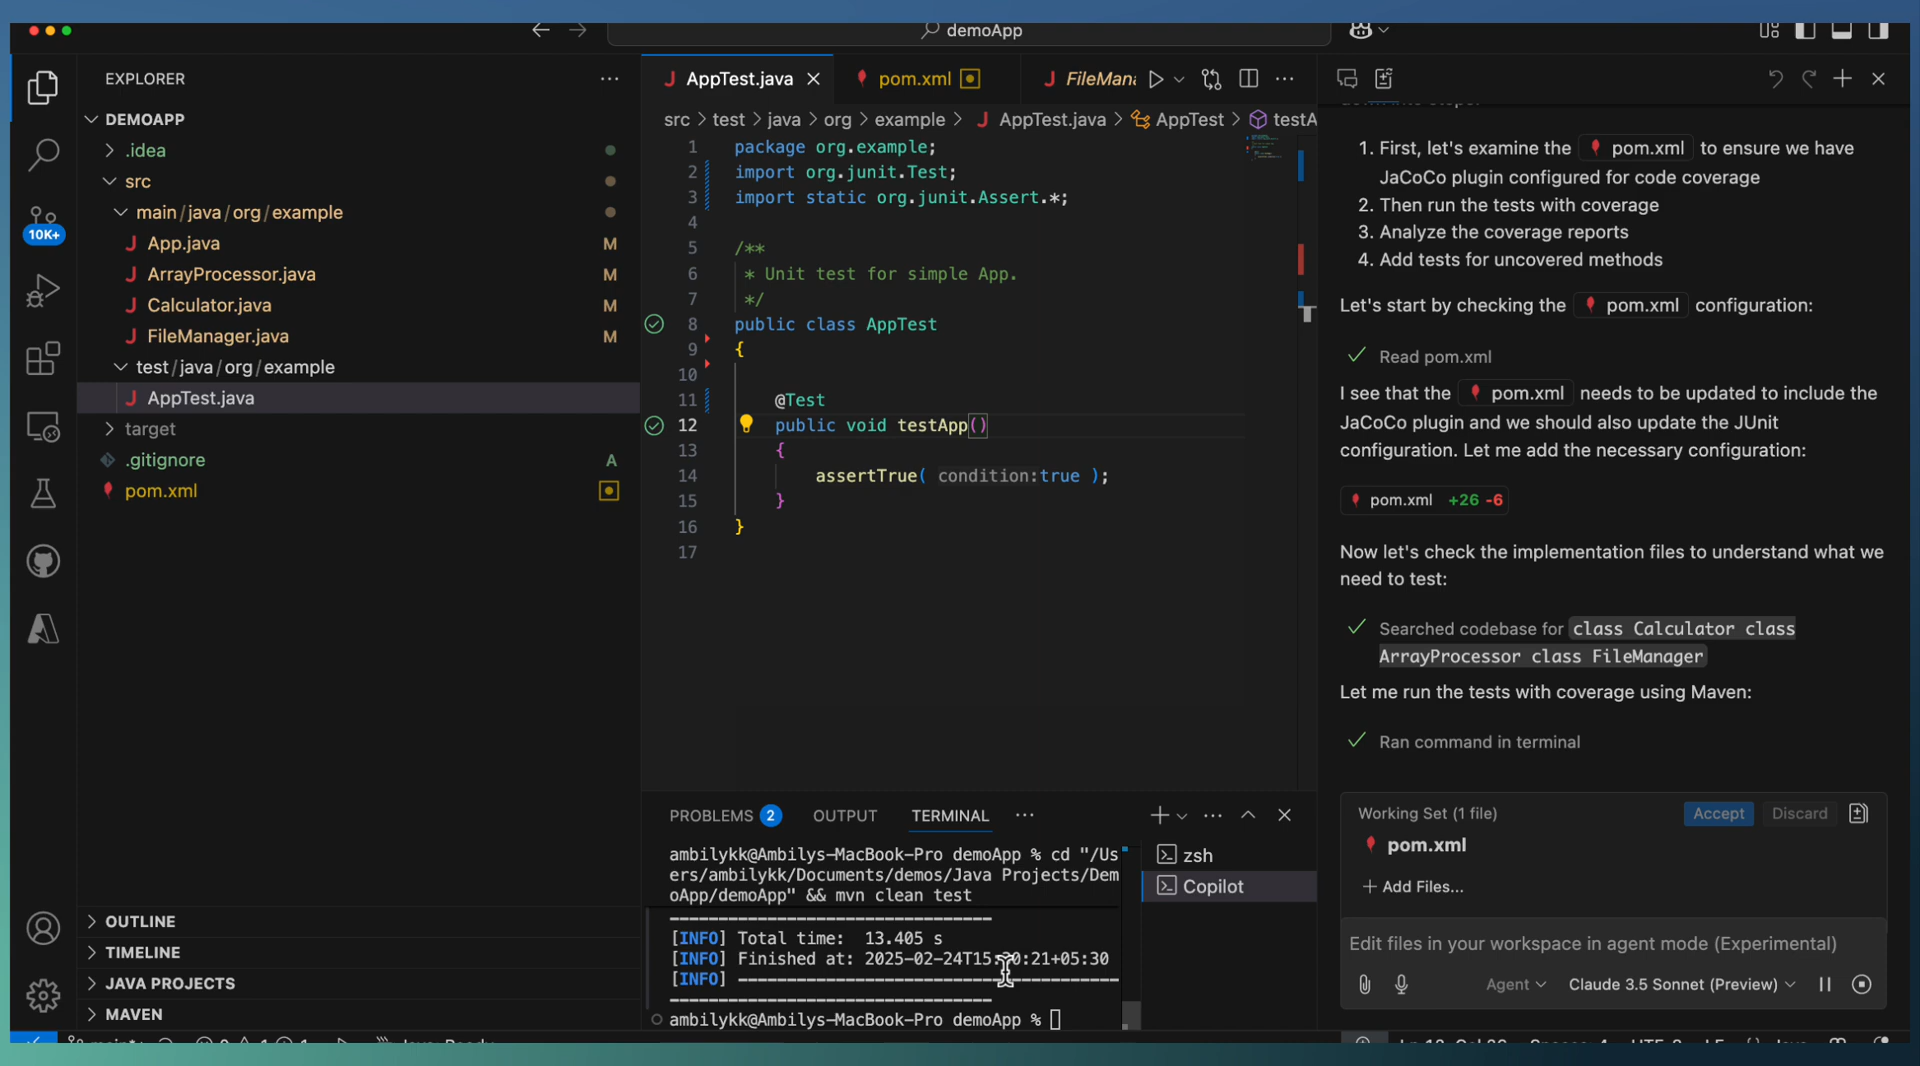 demoApp
EXPLORER
DEMOAPP
.idea
src
main/java/org/example
App.java M
ArrayProcessor.java M
Calculator.java M
FileManager.java M
test/java/org/example
AppTest.java
target
.gitignore A
pom.xml
10K+
OUTLINE
TIMELINE
JAVA PROJECTS
MAVEN
AppTest.java
pom.xml
FileMana
src > test > java > org > example > AppTest.java > AppTest > testA
1 package org.example;
2 import org.junit.Test;
3 import static org.junit.Assert.*;
4
5 /**
6 * Unit test for simple App.
7 */
8 public class AppTest
9 {
10
11 @Test
12 public void testApp()
13 {
14 assertTrue( condition:true );
15 }
16 }
17
PROBLEMS 2 OUTPUT TERMINAL
ambilykk@Ambilys-MacBook-Pro demoApp % cd "/Us
ers/ambilykk/Documents/demos/Java Projects/Dem
oApp/demoApp" && mvn clean test
[INFO] Total time: 13.405 s
[INFO] Finished at: 2025-02-24T15: 0:21+05:30
[INFO]
ambilykk@Ambilys-MacBook-Pro demoApp %
zsh
Copilot
1. First, let's examine the pom.xml to ensure we have
JaCoCo plugin configured for code coverage
2. Then run the tests with coverage
3. Analyze the coverage reports
4. Add tests for uncovered methods
Let's start by checking the pom.xml configuration:
Read pom.xml
I see that the pom.xml needs to be updated to include the
JaCoCo plugin and we should also update the JUnit
configuration. Let me add the necessary configuration:
pom.xml +26 -6
Now let's check the implementation files to understand what we
need to test:
Searched codebase for class Calculator class
ArrayProcessor class FileManager
Let me run the tests with coverage using Maven:
Ran command in terminal
Working Set (1 file) Accept Discard
pom.xml
+ Add Files...
Edit files in your workspace in agent mode (Experimental)
Agent Claude 3.5 Sonnet (Preview)